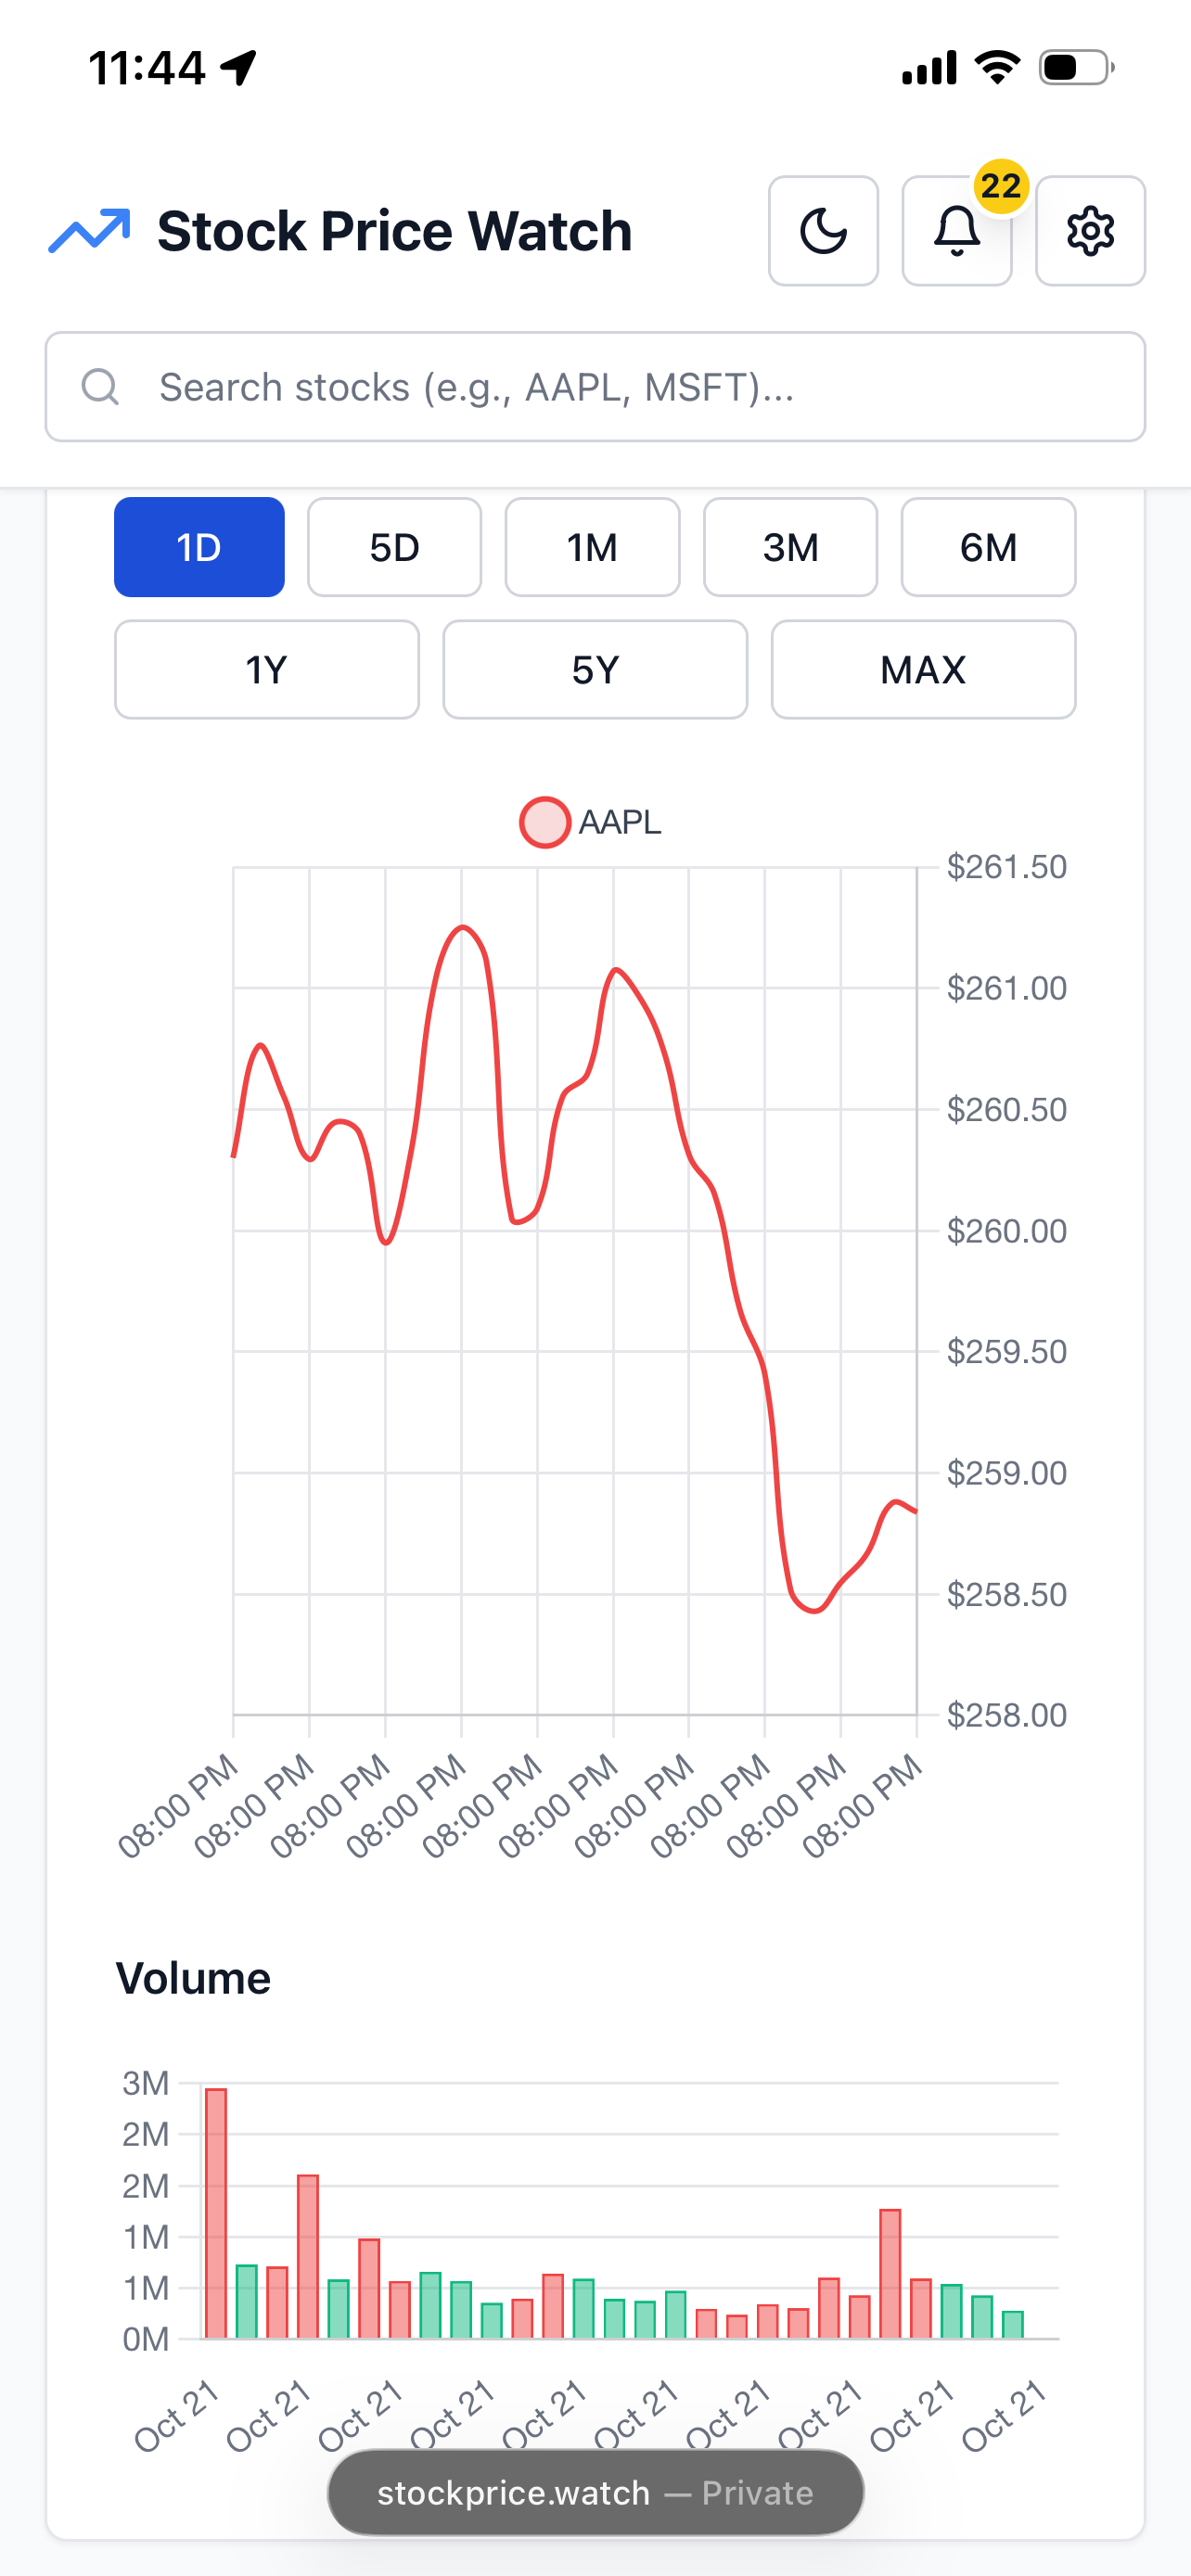 11:44
Stock Price Watch
22
Search stocks (e.g., AAPL, MSFT)...
1D 5D 1M 3M 6M
1Y 5Y MAX
AAPL
$261.50
$261.00
$260.50
$260.00
$259.50
$259.00
$258.50
$258.00
08:00 PM 08:00 PM 08:00 PM 08:00 PM 08:00 PM 08:00 PM 08:00 PM 08:00 PM 08:00 PM 08:00 PM
Volume
3M
2M
2M
1M
1M
0M
Oct 21 Oct 21 Oct 21 Oct 21 Oct 21 Oct 21 Oct 21 Oct 21 Oct 21 Oct 21
stockprice.watch — Private